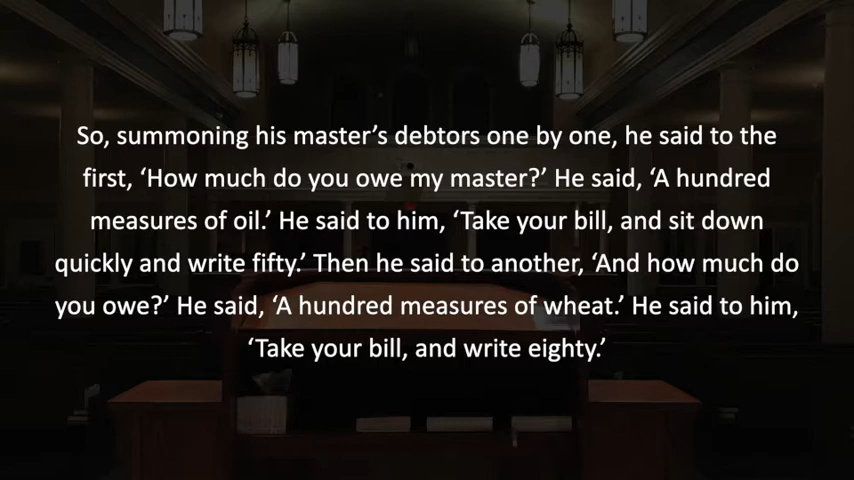 So, summoning his master’s debtors one by one, he said to the
first, ‘How much do you owe my master?’ He said, ‘A hundred
measures of oil.’ He said to him, ‘Take your bill, and sit down
quickly and write fifty.’ Then he said to another, ‘And how much do
you owe?’ He said, ‘A hundred measures of wheat.’ He said to him,
‘Take your bill, and write eighty.’